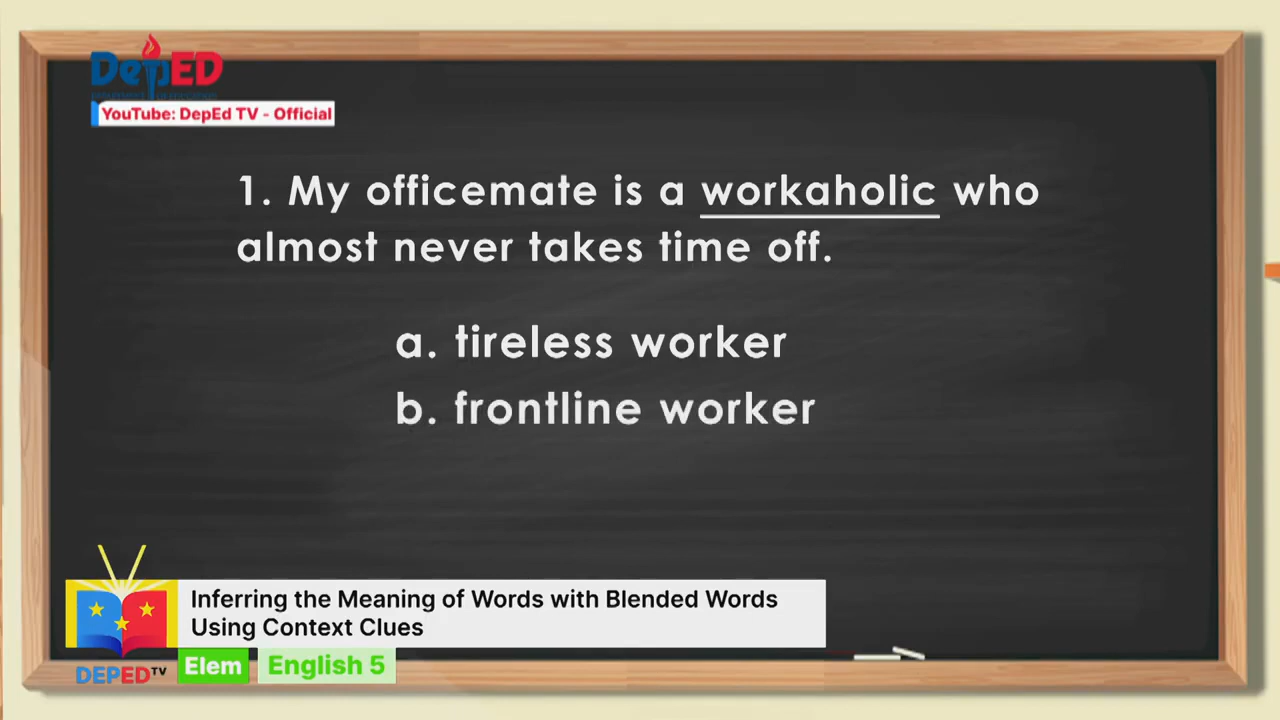 DepED
YouTube: DepEd TV - Official
1. My officemate is a workaholic who
almost never takes time off.
a. tireless worker
b. frontline worker
Inferring the Meaning of Words with Blended Words
Using Context Clues
DEPED TV
Elem
English 5